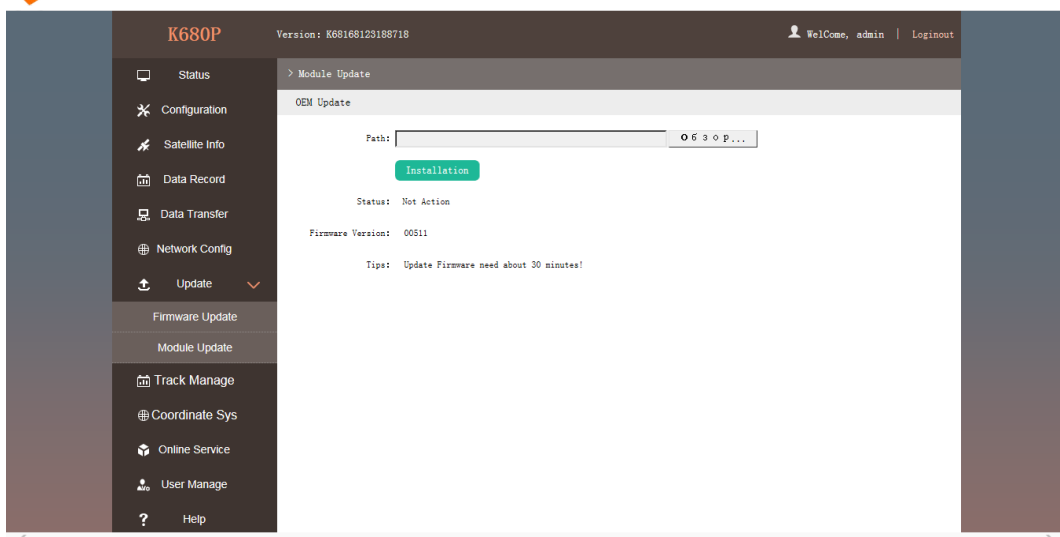 K680P
Version: K68168123188718
WelCome, admin | Loginout
Status
Configuration
Satellite Info
Data Record
Data Transfer
Network Config
Update
Firmware Update
Module Update
Track Manage
Coordinate Sys
Online Service
User Manage
Help
> Module Update
OEM Update
Path: Обзор...
Installation
Status: Not Action
Firmware Version: 00511
Tips: Update Firmware need about 30 minutes!